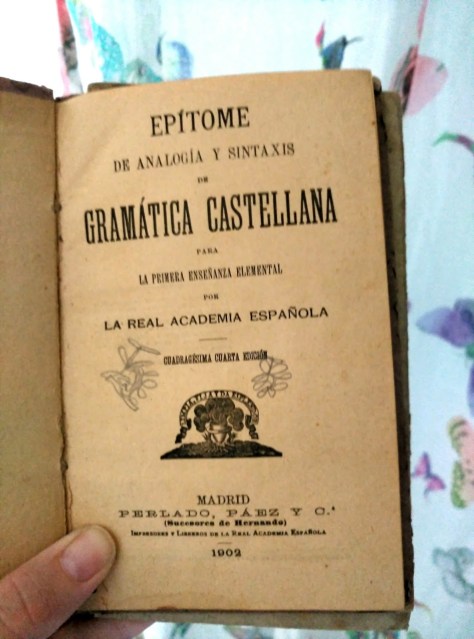 EPÍTOME
DE ANALOGÍA Y SINTAXIS
DE
GRAMÁTICA CASTELLANA
PARA
LA PRIMERA ENSEÑANZA ELEMENTAL
POR
LA REAL ACADEMIA ESPAÑOLA
CUADRAGÉSIMA CUARTA EDICIÓN
MADRID
PERLADO, PÁEZ Y C.ª
(Sucesores de Hernando)
IMPRESORES Y LIBREROS DE LA REAL ACADEMIA ESPAÑOLA
1902